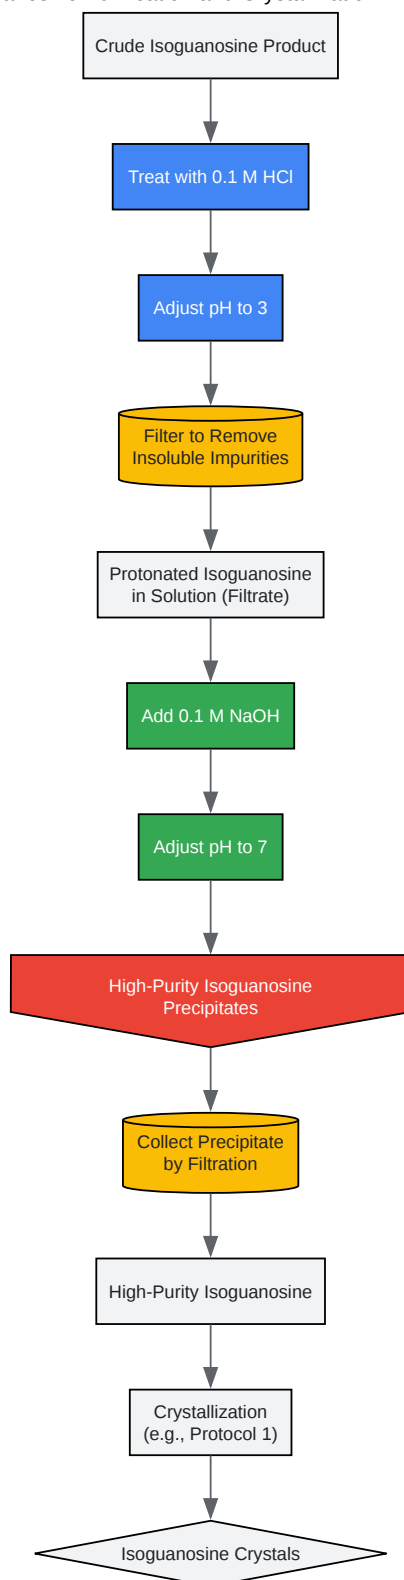 Crude Isoguanosine Product
Treat with 0.1 M HCl
Adjust pH to 3
Filter to Remove
Insoluble Impurities
Protonated Isoguanosine
in Solution (Filtrate)
Add 0.1 M NaOH
Adjust pH to 7
High-Purity Isoguanosine
Precipitates
Collect Precipitate
by Filtration
High-Purity Isoguanosine
Crystallization
(e.g., Protocol 1)
Isoguanosine Crystals